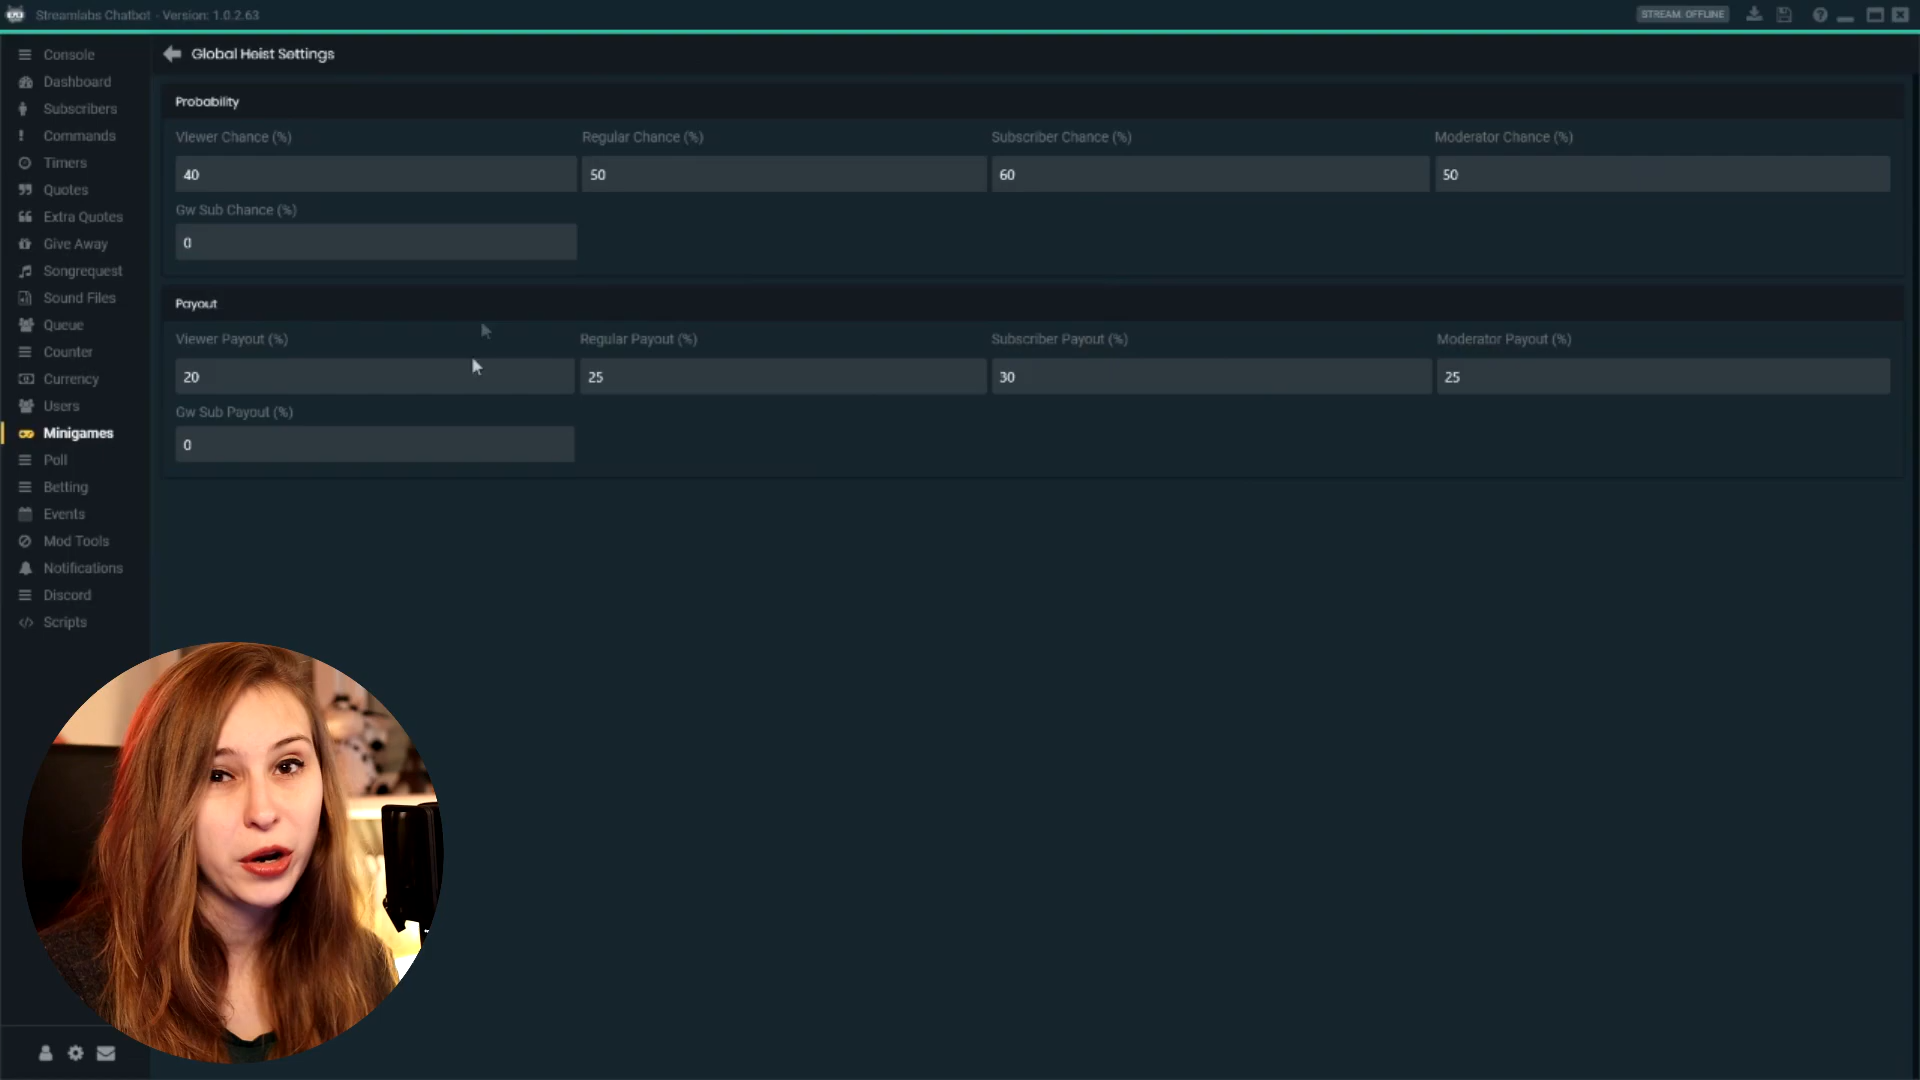 Streamlabs Chatbot - Version: 1.0.2.63
STREAM: OFFLINE
Console
Dashboard
Subscribers
Commands
Timers
Quotes
Extra Quotes
Give Away
Songrequest
Sound Files
Queue
Counter
Currency
Users
Minigames
Poll
Betting
Events
Mod Tools
Notifications
Discord
Scripts
Global Heist Settings
Probability
Viewer Chance (%) Regular Chance (%) Subscriber Chance (%) Moderator Chance (%)
40 50 60 50
Gw Sub Chance (%)
0
Payout
Viewer Payout (%) Regular Payout (%) Subscriber Payout (%) Moderator Payout (%)
20 25 30 25
Gw Sub Payout (%)
0